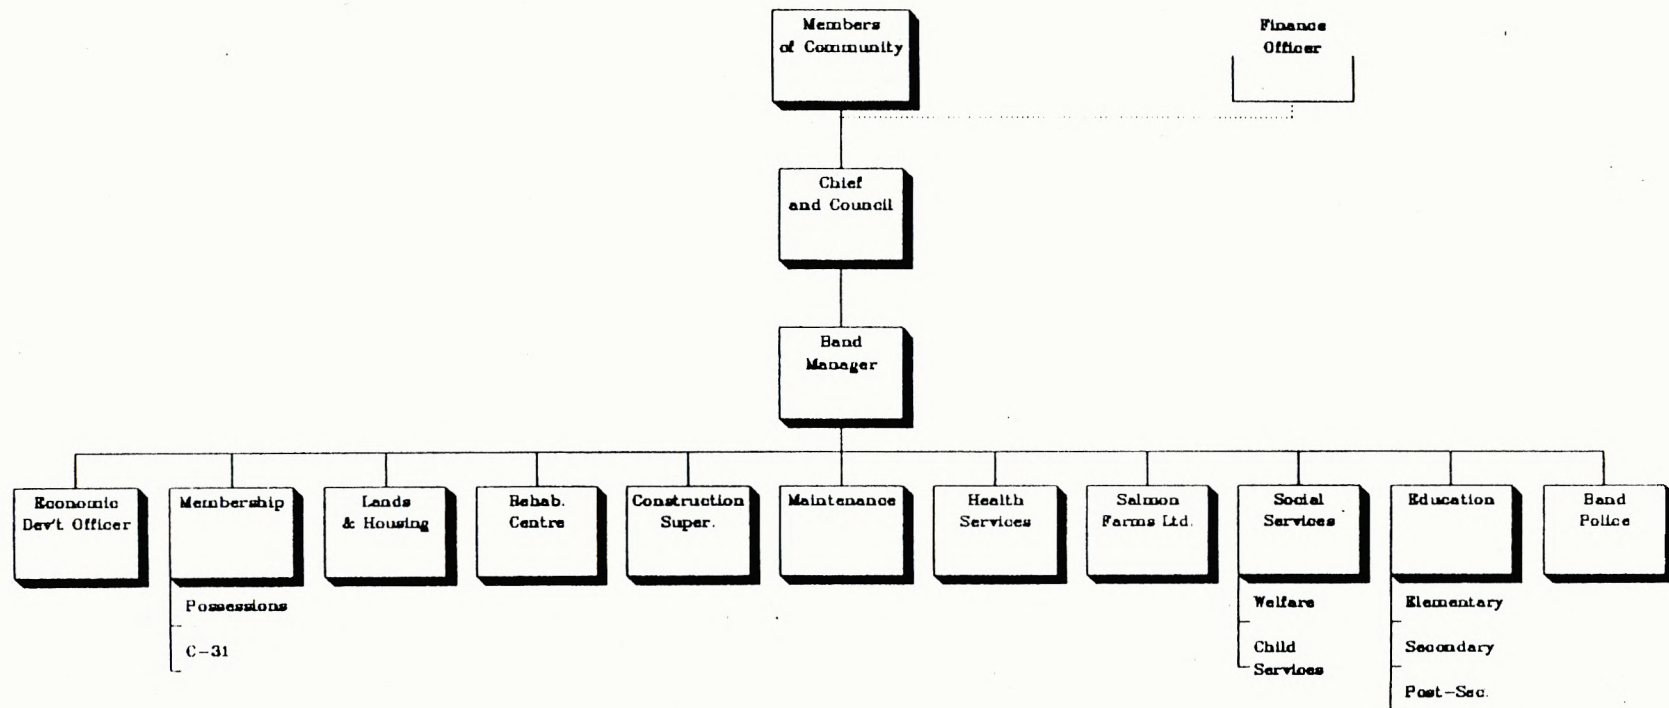 Members
of Community
Finance
Officer
Chief
and Council
Band
Manager
Economic
Dev't Officer
Membership
Lands
& Housing
Rehab.
Centre
Construction
Super.
Maintenance
Health
Services
Salmon
Farms Ltd.
Social
Services
Education
Band
Police
Possessions
C-31
Welfare
Child
Services
Elementary
Secondary
Post-Sec.